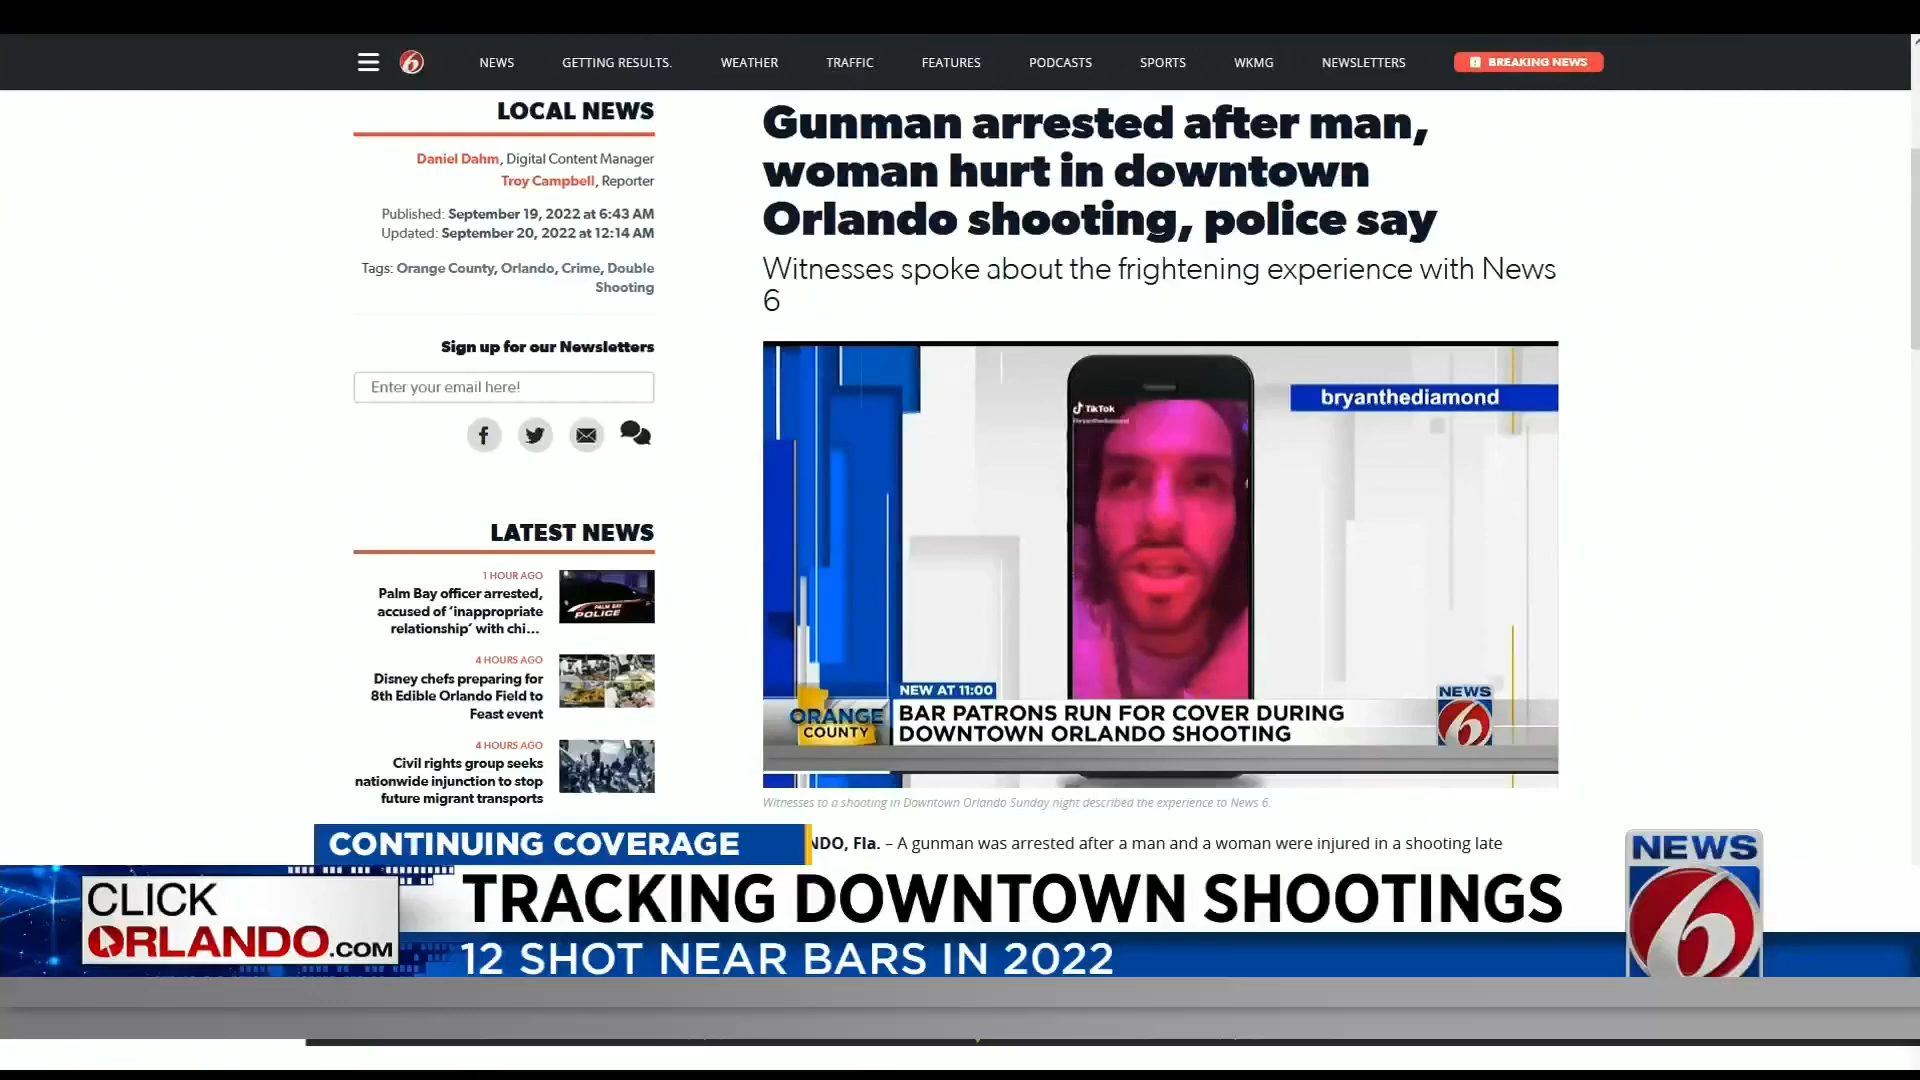 6
NEWS
GETTING RESULTS.
WEATHER
TRAFFIC
FEATURES
PODCASTS
SPORTS
WKMG
NEWSLETTERS
BREAKING NEWS
LOCAL NEWS
Daniel Dahm, Digital Content Manager
Troy Campbell, Reporter
Published: September 19, 2022 at 6:43 AM
Updated: September 20, 2022 at 12:14 AM
Tags: Orange County, Orlando, Crime, Double
Shooting
Sign up for our Newsletters
Enter your email here!
LATEST NEWS
1 HOUR AGO
Palm Bay officer arrested,
accused of ‘inappropriate
relationship’ with chi...
PALM BAY
POLICE
4 HOURS AGO
Disney chefs preparing for
8th Edible Orlando Field to
Feast event
4 HOURS AGO
Civil rights group seeks
nationwide injunction to stop
future migrant transports
Gunman arrested after man,
woman hurt in downtown
Orlando shooting, police say
Witnesses spoke about the frightening experience with News
6
TikTok
bryanthediamond
NEW AT 11:00
ORANGE
COUNTY
BAR PATRONS RUN FOR COVER DURING
DOWNTOWN ORLANDO SHOOTING
NEWS
6
Witnesses to a shooting in Downtown Orlando Sunday night described the experience to News 6.
NDO, Fla. – A gunman was arrested after a man and a woman were injured in a shooting late
CONTINUING COVERAGE
CLICK
ORLANDO.COM
TRACKING DOWNTOWN SHOOTINGS
12 SHOT NEAR BARS IN 2022
NEWS
6